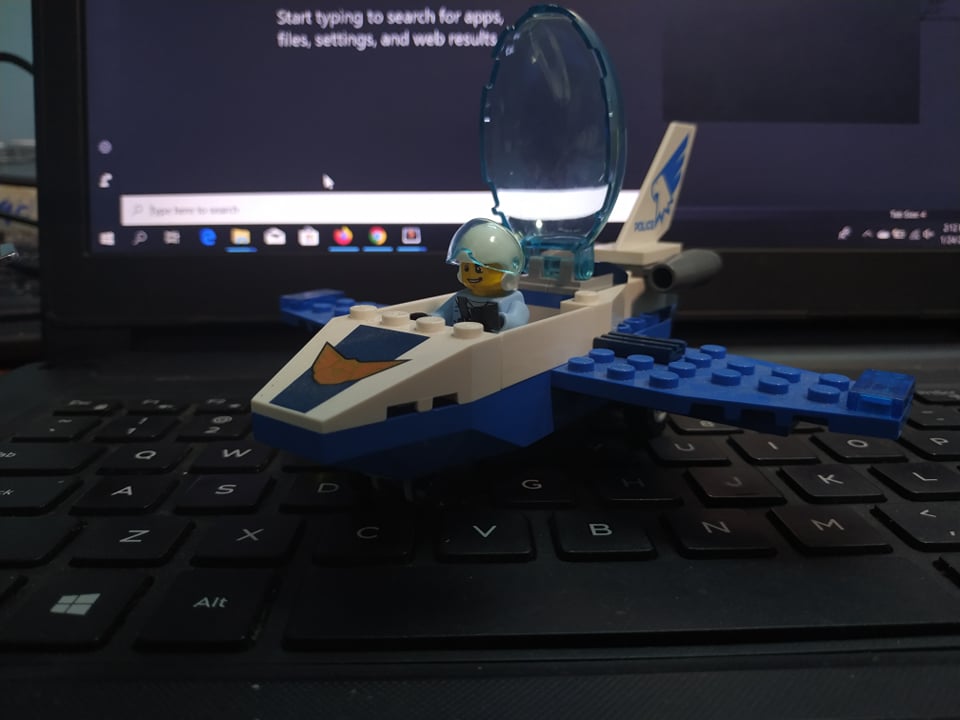 Start typing to search for apps,
files, settings, and web results
Type here to search
POLICE
Q
W
U
I
O
P
A
S
D
G
H
J
K
L
Z
X
C
V
B
N
M
<
Alt